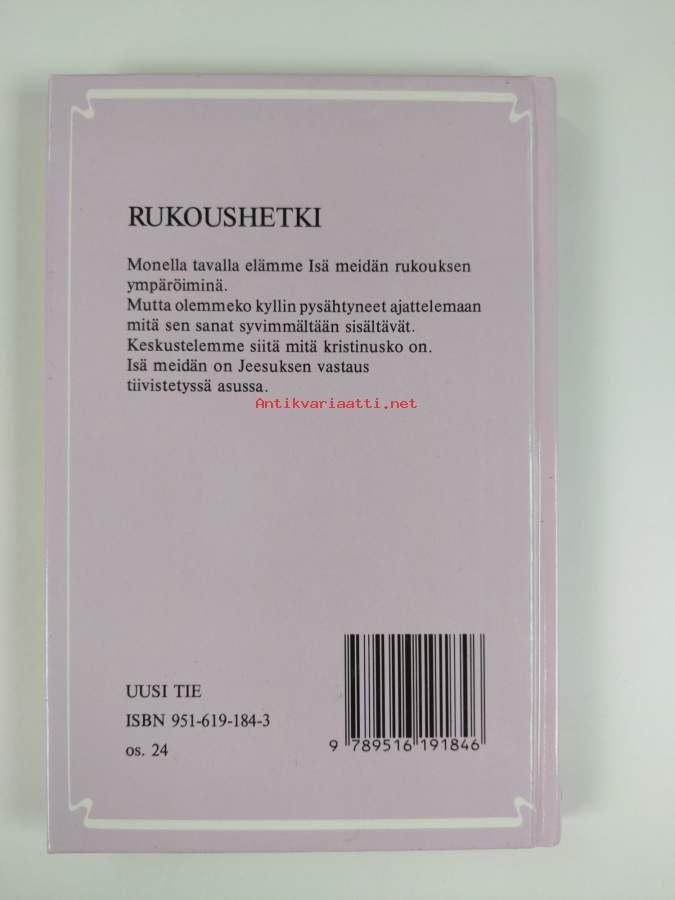 RUKOUSHETKI
Monella tavalla elämme Isä meidän rukouksen
ympäröiminä.
Mutta olemmeko kyllin pysähtyneet ajattelemaan
mitä sen sanat syvimmältään sisältävät.
Keskustelemme siitä mitä kristinusko on.
Isä meidän on Jeesuksen vastaus
tiivistetyssä asussa.
Antikvariaatti.net
UUSI TIE
ISBN 951-619-184-3
os. 24
9 789516 191846